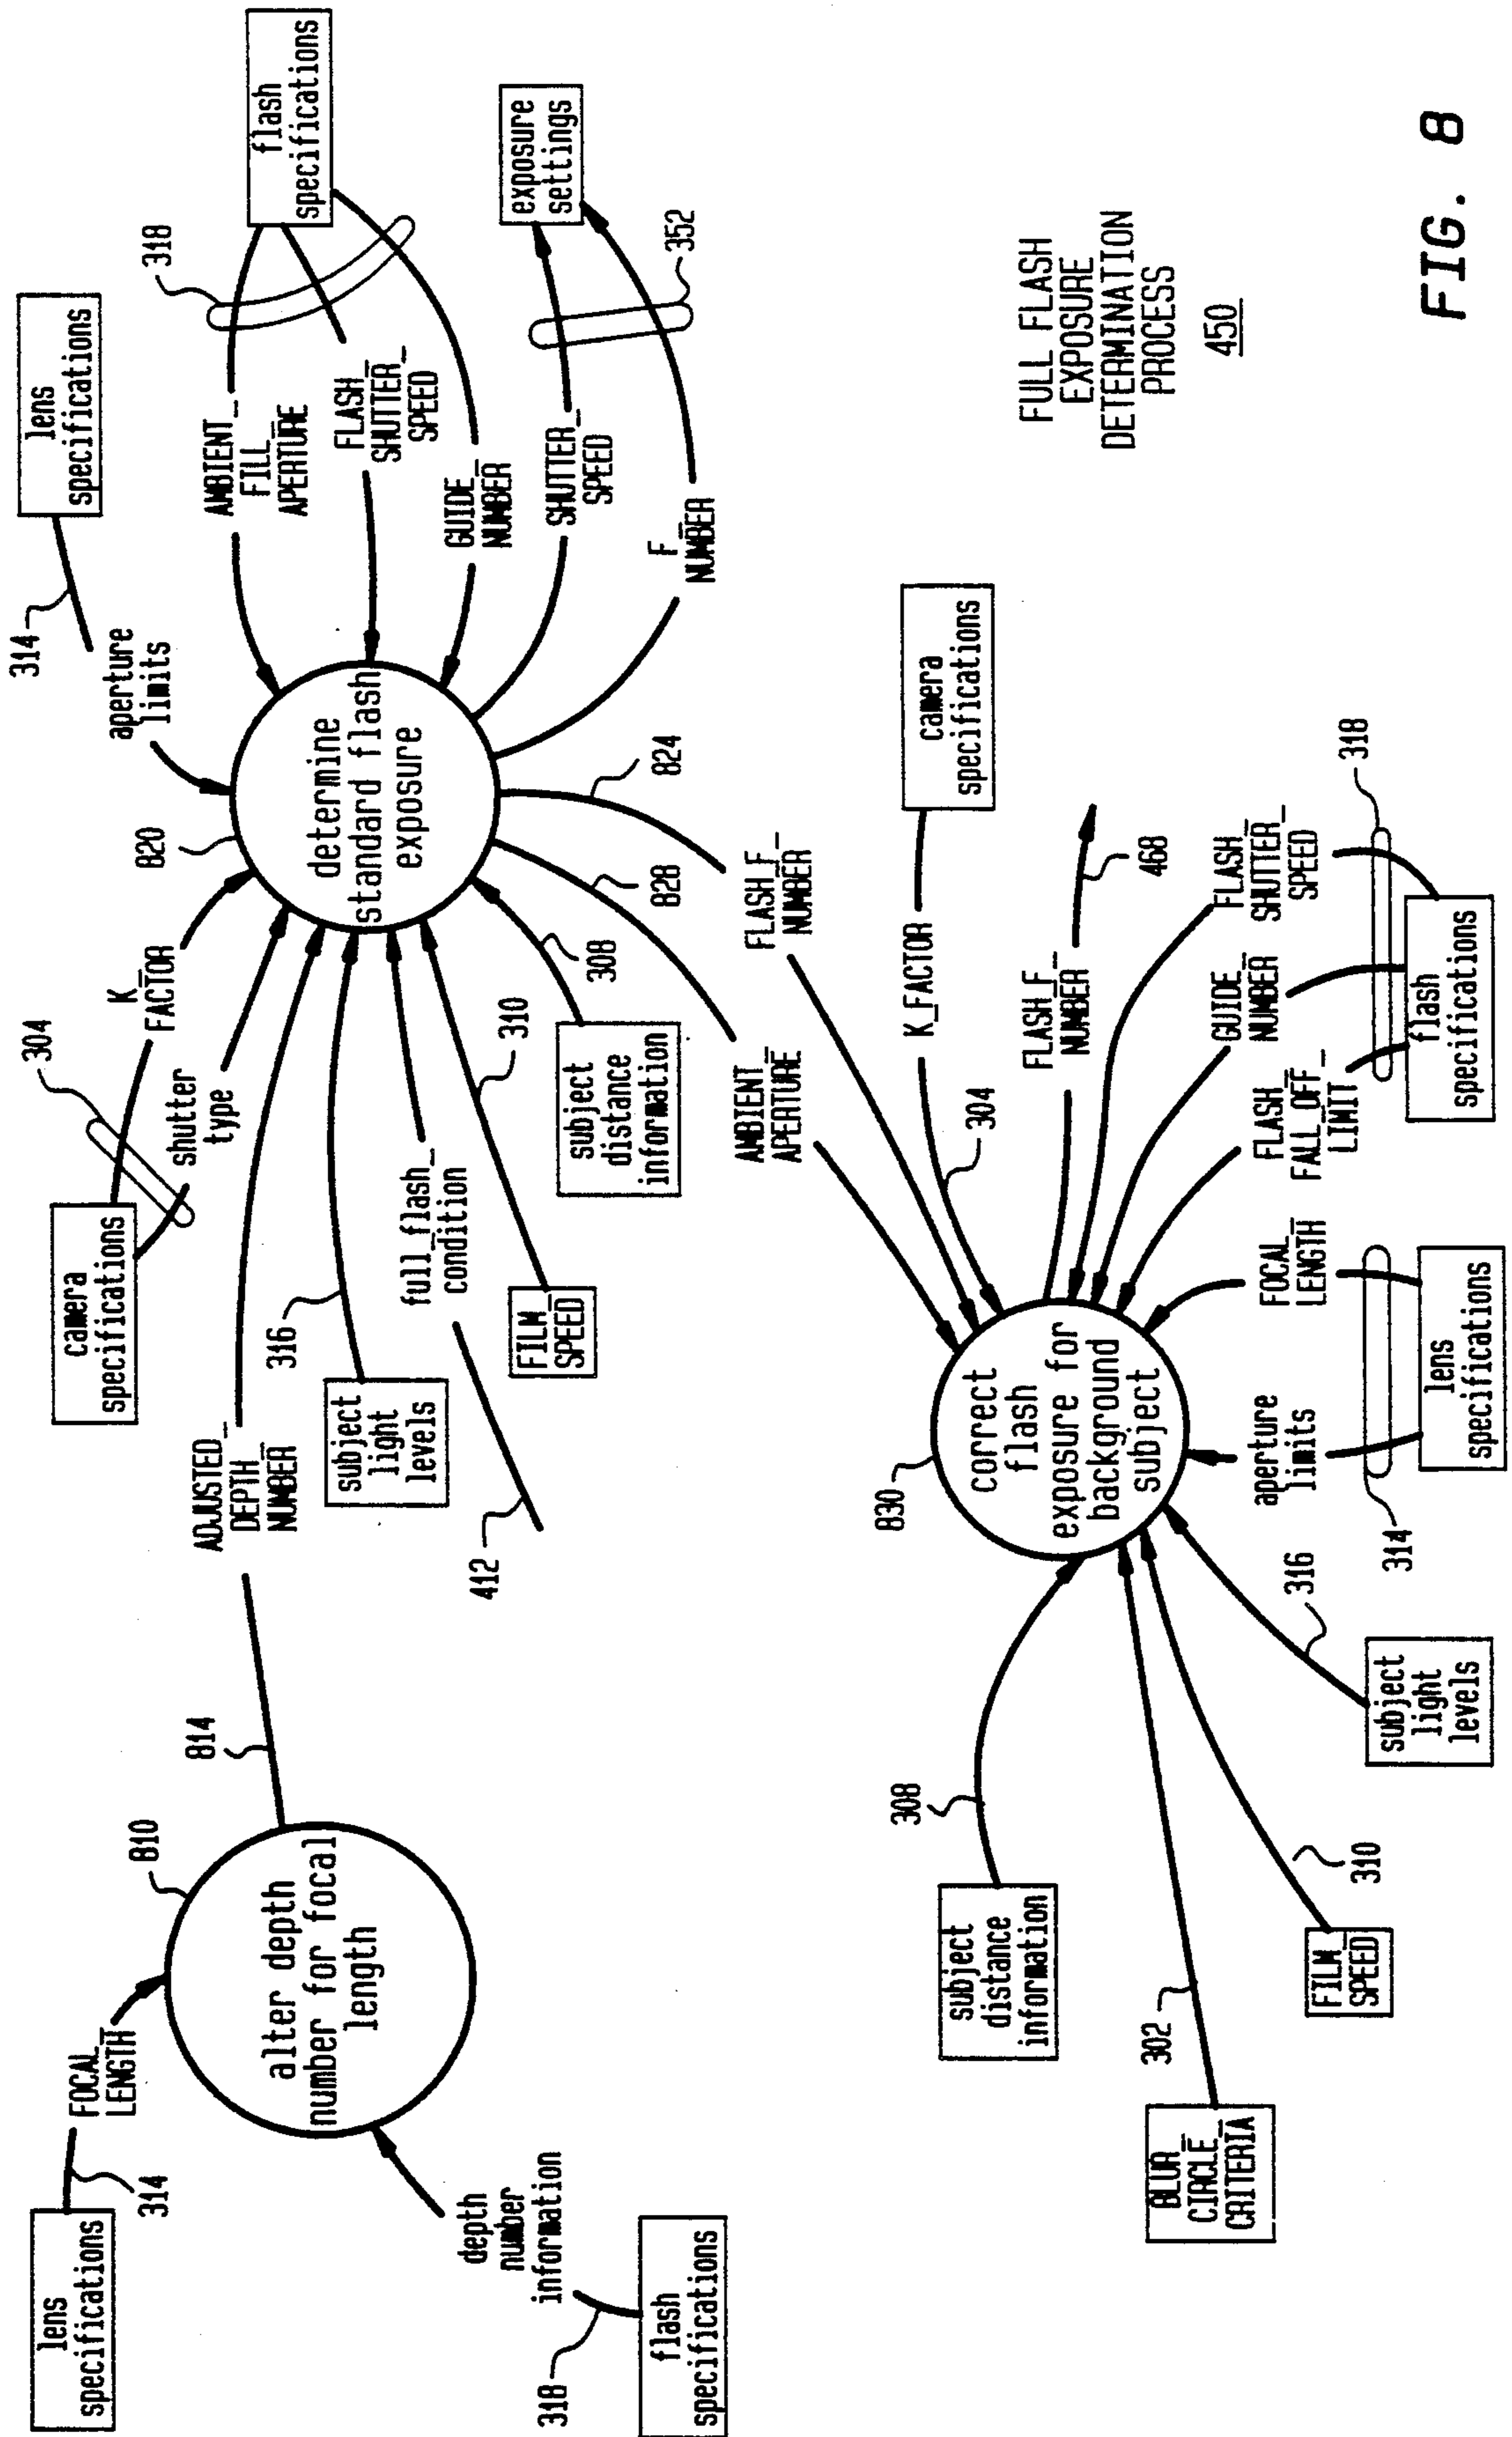 lens
specifications
314
FOCAL_
LENGTH
810
alter depth
number for focal
length
depth
number
information
318
flash
specifications
814
ADJUSTED_
DEPTH_
NUMBER
camera
specifications
304
K_
FACTOR
shutter
type
820
determine
standard flash
exposure
316
subject
light
levels
full_flash_
condition
412
FILM_
SPEED
310
subject
distance
information
308
314
aperture
limits
lens
specifications
AMBIENT_
FILL_
APERTURE
318
flash
specifications
FLASH_
SHUTTER_
SPEED
GUIDE_
NUMBER
SHUTTER_
SPEED
exposure
settings
352
F_
NUMBER
824
FLASH_F_
NUMBER
828
AMBIENT_
APERTURE
830
correct
flash
exposure for
background
subject
subject
distance
information
308
BLUR_
CIRCLE_
CRITERIA
302
FILM_
SPEED
310
subject
light
levels
316
aperture
limits
314
lens
specifications
FOCAL_
LENGTH
FLASH_
FALL_OFF_
LIMIT
GUIDE_
NUMBER
FLASH_
SHUTTER_
SPEED
318
flash
specifications
FLASH_F_
NUMBER
468
K_FACTOR
304
camera
specifications
FULL FLASH
EXPOSURE
DETERMINATION
PROCESS
450
FIG. 8